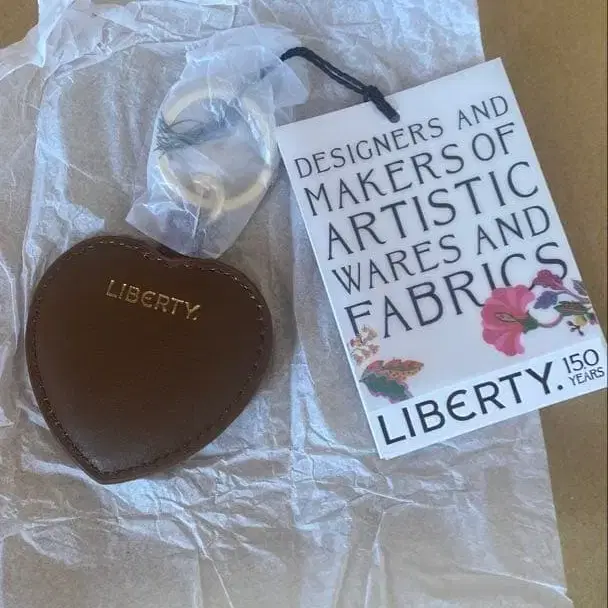 LIBERTY.
DESIGNERS AND
MAKERS OF
ARTISTIC
WARES AND
FABRICS
LIBERTY. 150
YEARS